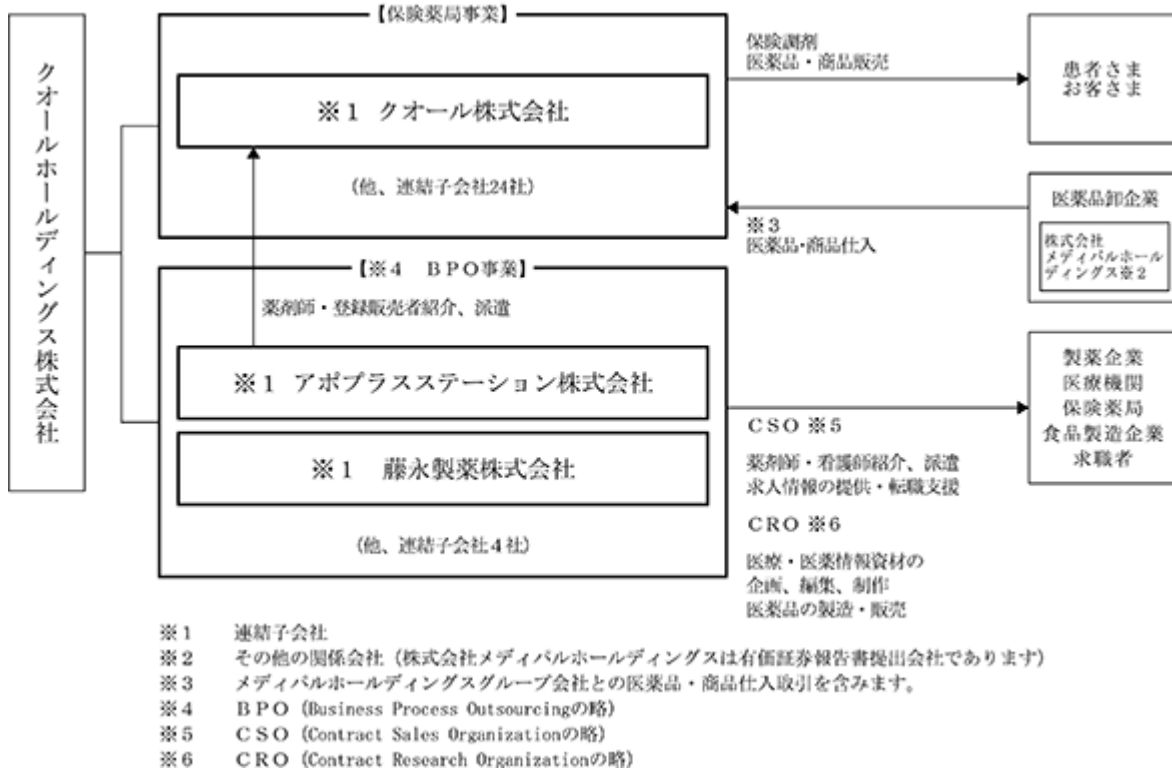 クオールホールディングス株式会社
【保険薬局事業】
※1 クオール株式会社
(他、連結子会社24社)
保険調剤
医薬品・商品販売
患者さま
お客さま
※3
医薬品・商品仕入
医薬品卸企業
株式会社
メディパルホール
ディングス※2
【※4 BPO事業】
薬剤師・登録販売者紹介、派遣
※1 アポプラスステーション株式会社
※1 藤永製薬株式会社
(他、連結子会社4社)
CSO ※5
薬剤師・看護師紹介、派遣
求人情報の提供・転職支援
CRO ※6
医療・医薬情報資材の
企画、編集、制作
医薬品の製造・販売
製薬企業
医療機関
保険薬局
食品製造企業
求職者
※1 連結子会社
※2 その他の関係会社(株式会社メディパルホールディングスは有価証券報告書提出会社であります)
※3 メディパルホールディングスグループ会社との医薬品・商品仕入取引を含みます。
※4 BPO(Business Process Outsourcingの略)
※5 CSO(Contract Sales Organizationの略)
※6 CRO(Contract Research Organizationの略)